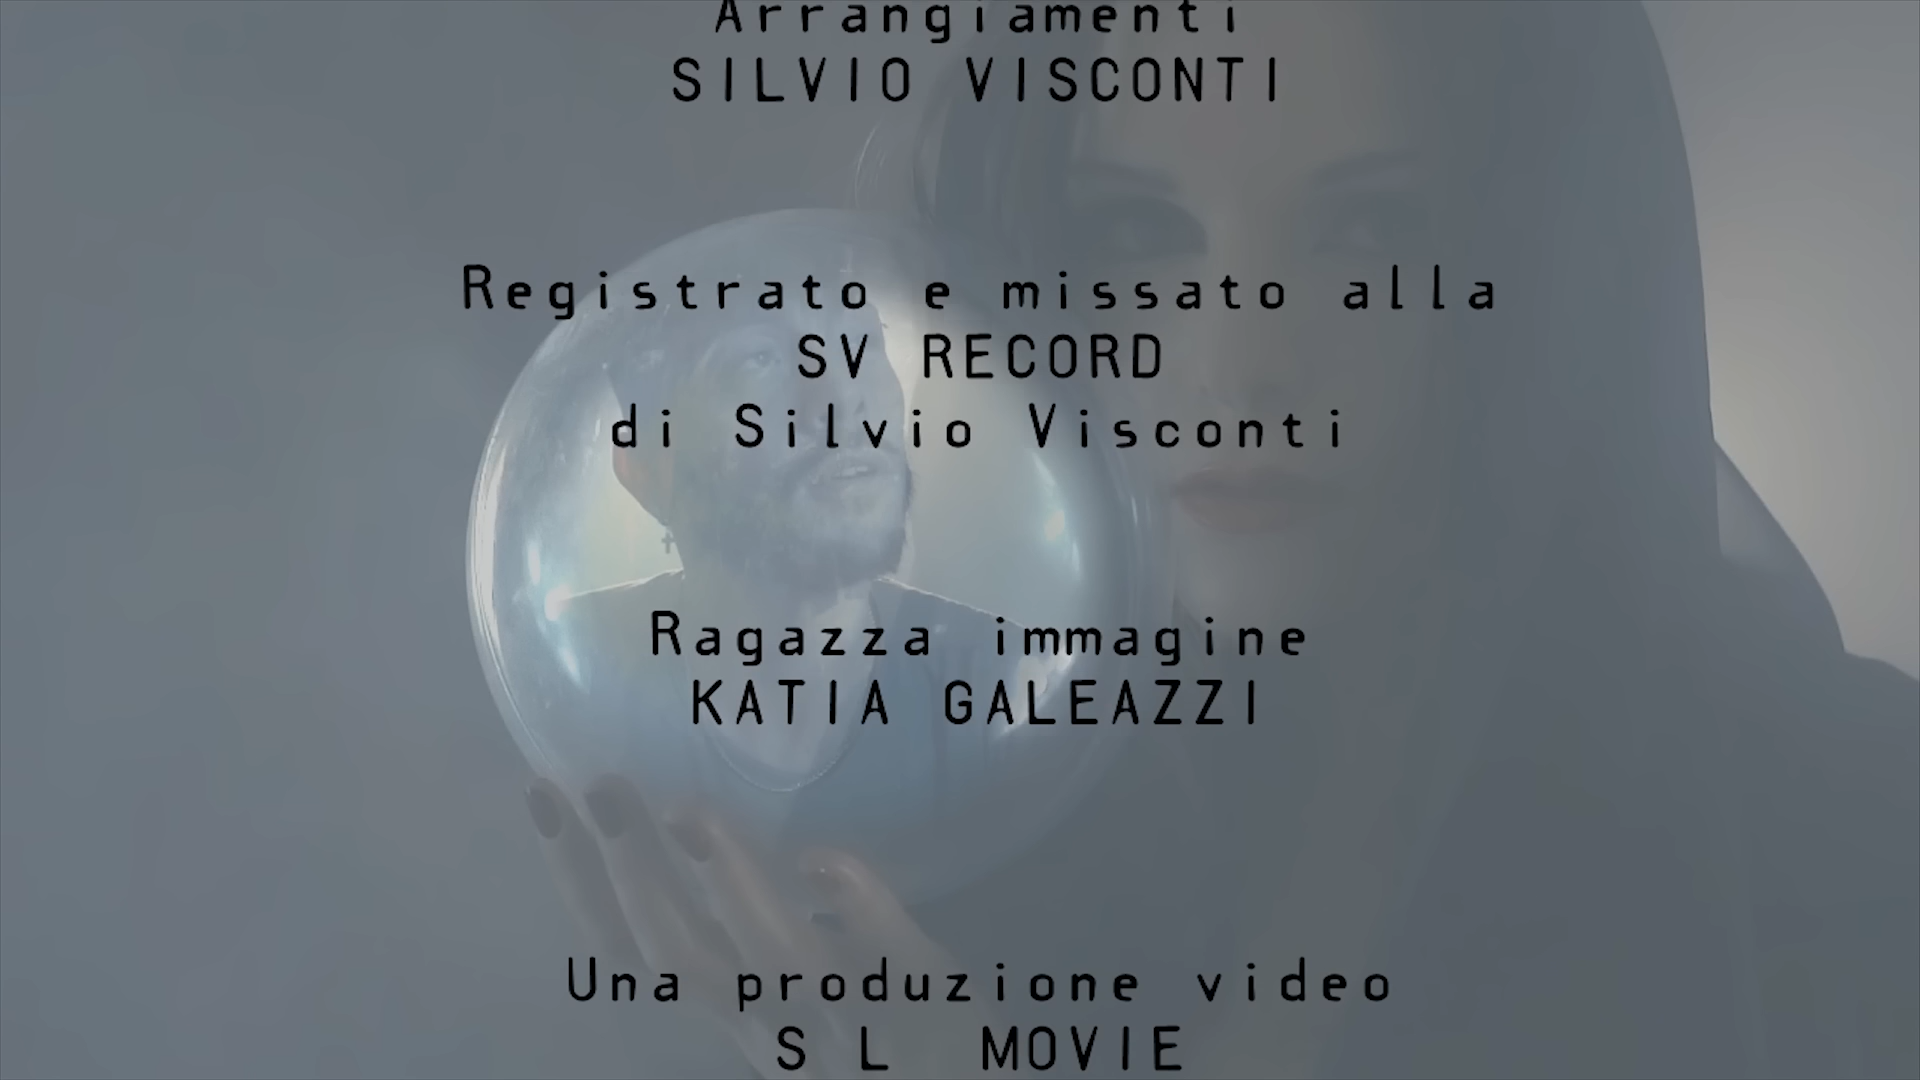 Arrangiamenti
SILVIO VISCONTI
Registrato e missato alla
SV RECORD
di Silvio Visconti
Ragazza immagine
KATIA GALEAZZI
Una produzione video
S L MOVIE